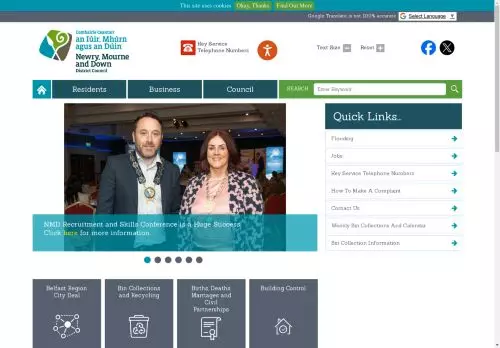 This site uses cookies Okay, Thanks Find Out More
Google Translate is not 100% accurate Select Language
Comhairle Ceantair
an Iúir, Mhúrn
agus an Dúin
Newry, Mourne
and Down
District Council
Key Service
Telephone Numbers
Text Size
Reset
Residents
Business
Council
SEARCH
Enter Keyword
NMD Recruitment and Skills Conference is a Huge Success
Click here for more information.
Quick Links...
Flooding
Jobs
Key Service Telephone Numbers
How To Make A Complaint
Contact Us
Weekly Bin Collections And Calendar
Bin Collection Information
Belfast Region
City Deal
Bin Collections
and Recycling
Births, Deaths,
Marriages and
Civil
Partnerships
Building Control